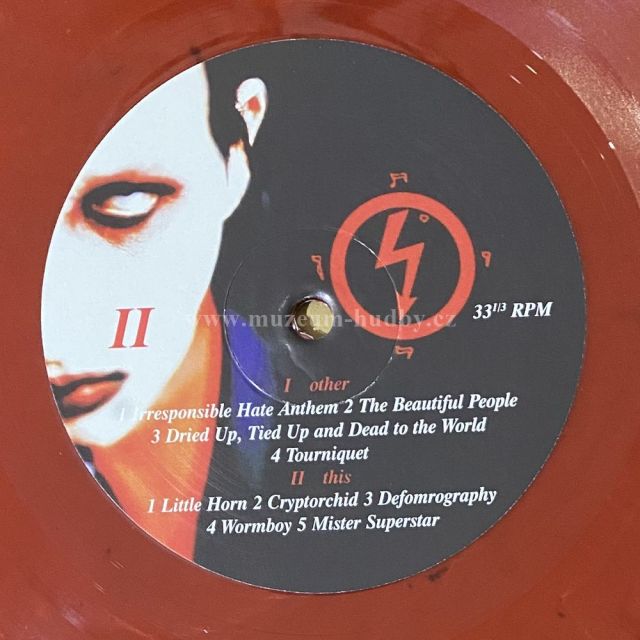 II
33 1/3 RPM
www.muzeum-hudby.cz
I other
1 Irresponsible Hate Anthem 2 The Beautiful People
3 Dried Up, Tied Up and Dead to the World
4 Tourniquet
II this
1 Little Horn 2 Cryptorchid 3 Defomrography
4 Wormboy 5 Mister Superstar